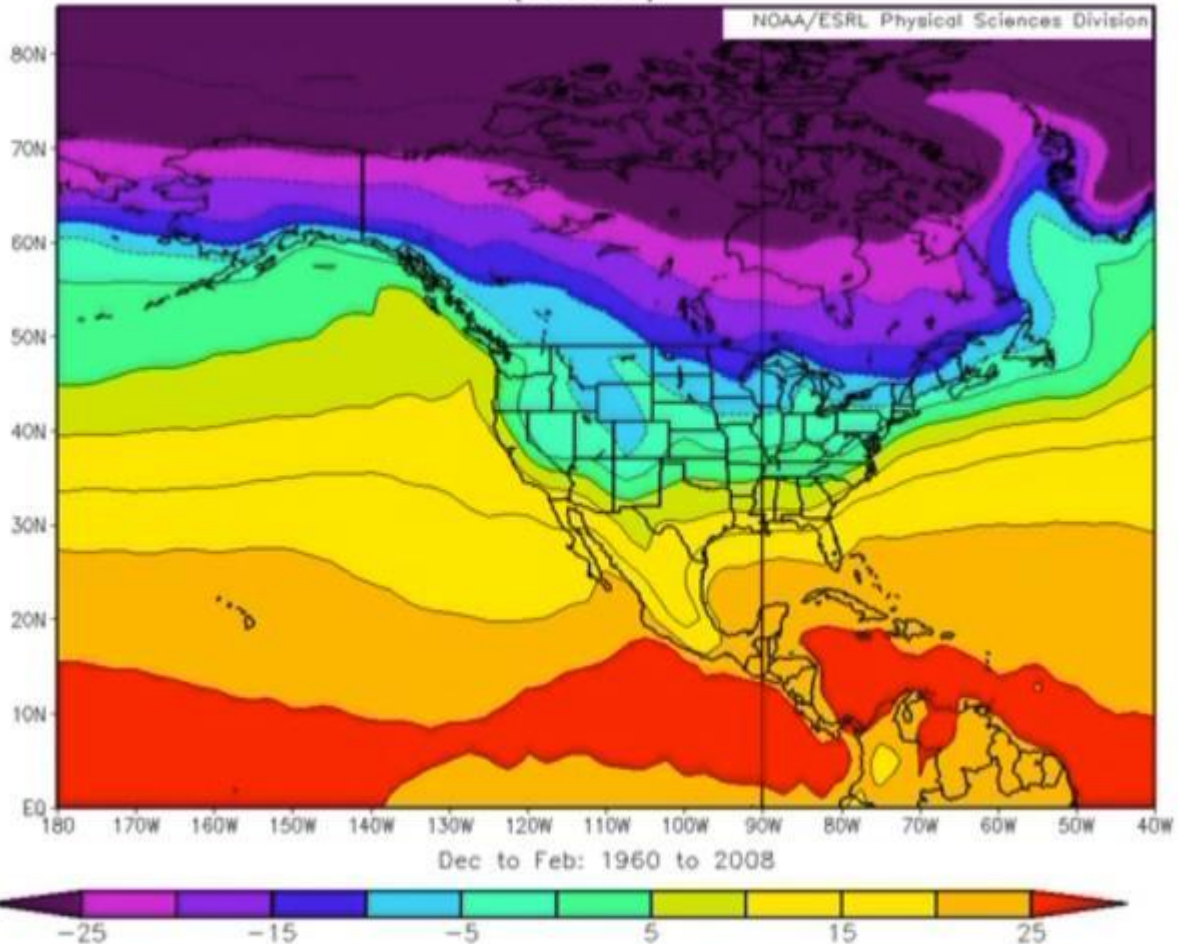 NOAA/ESRL Physical Sciences Division
80N
70N
60N
50N
40N
30N
20N
10N
EQ
180 170W 160W 150W 140W 130W 120W 110W 100W 90W 80W 70W 60W 50W 40W
Dec to Feb: 1960 to 2008
-25 -15 -5 5 15 25